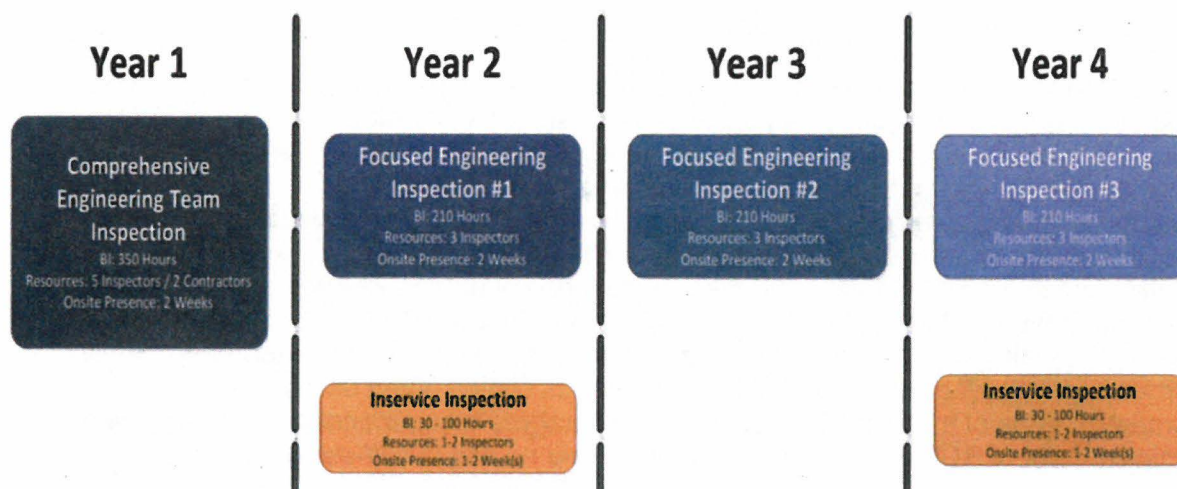 Year 1
Comprehensive
Engineering Team
Inspection
BI: 350 Hours
Resources: 5 Inspectors / 2 Contractors
Onsite Presence: 2 Weeks
Year 2
Focused Engineering
Inspection #1
BI: 210 Hours
Resources: 3 Inspectors
Onsite Presence: 2 Weeks
Inservice Inspection
BI: 30 - 100 Hours
Resources: 1-2 Inspectors
Onsite Presence: 1-2 Week(s)
Year 3
Focused Engineering
Inspection #2
BI: 210 Hours
Resources: 3 Inspectors
Onsite Presence: 2 Weeks
Year 4
Focused Engineering
Inspection #3
BI: 210 Hours
Resources: 3 Inspectors
Onsite Presence: 2 Weeks
Inservice Inspection
BI: 30 - 100 Hours
Resources: 1-2 Inspectors
Onsite Presence: 1-2 Week(s)